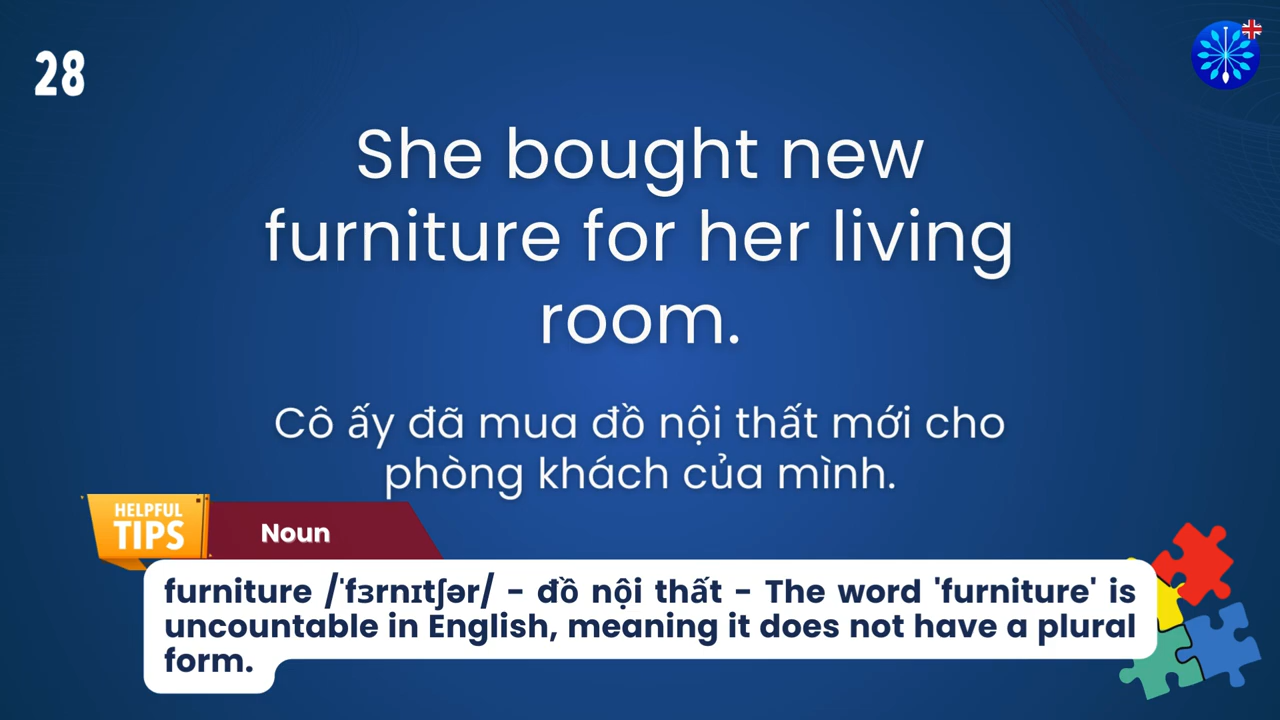 28
She bought new
furniture for her living
room.
Cô ấy đã mua đồ nội thất mới cho
phòng khách của mình.
HELPFUL
TIPS
Noun
furniture /ˈfɜrnɪtʃər/ - đồ nội thất - The word 'furniture' is
uncountable in English, meaning it does not have a plural
form.